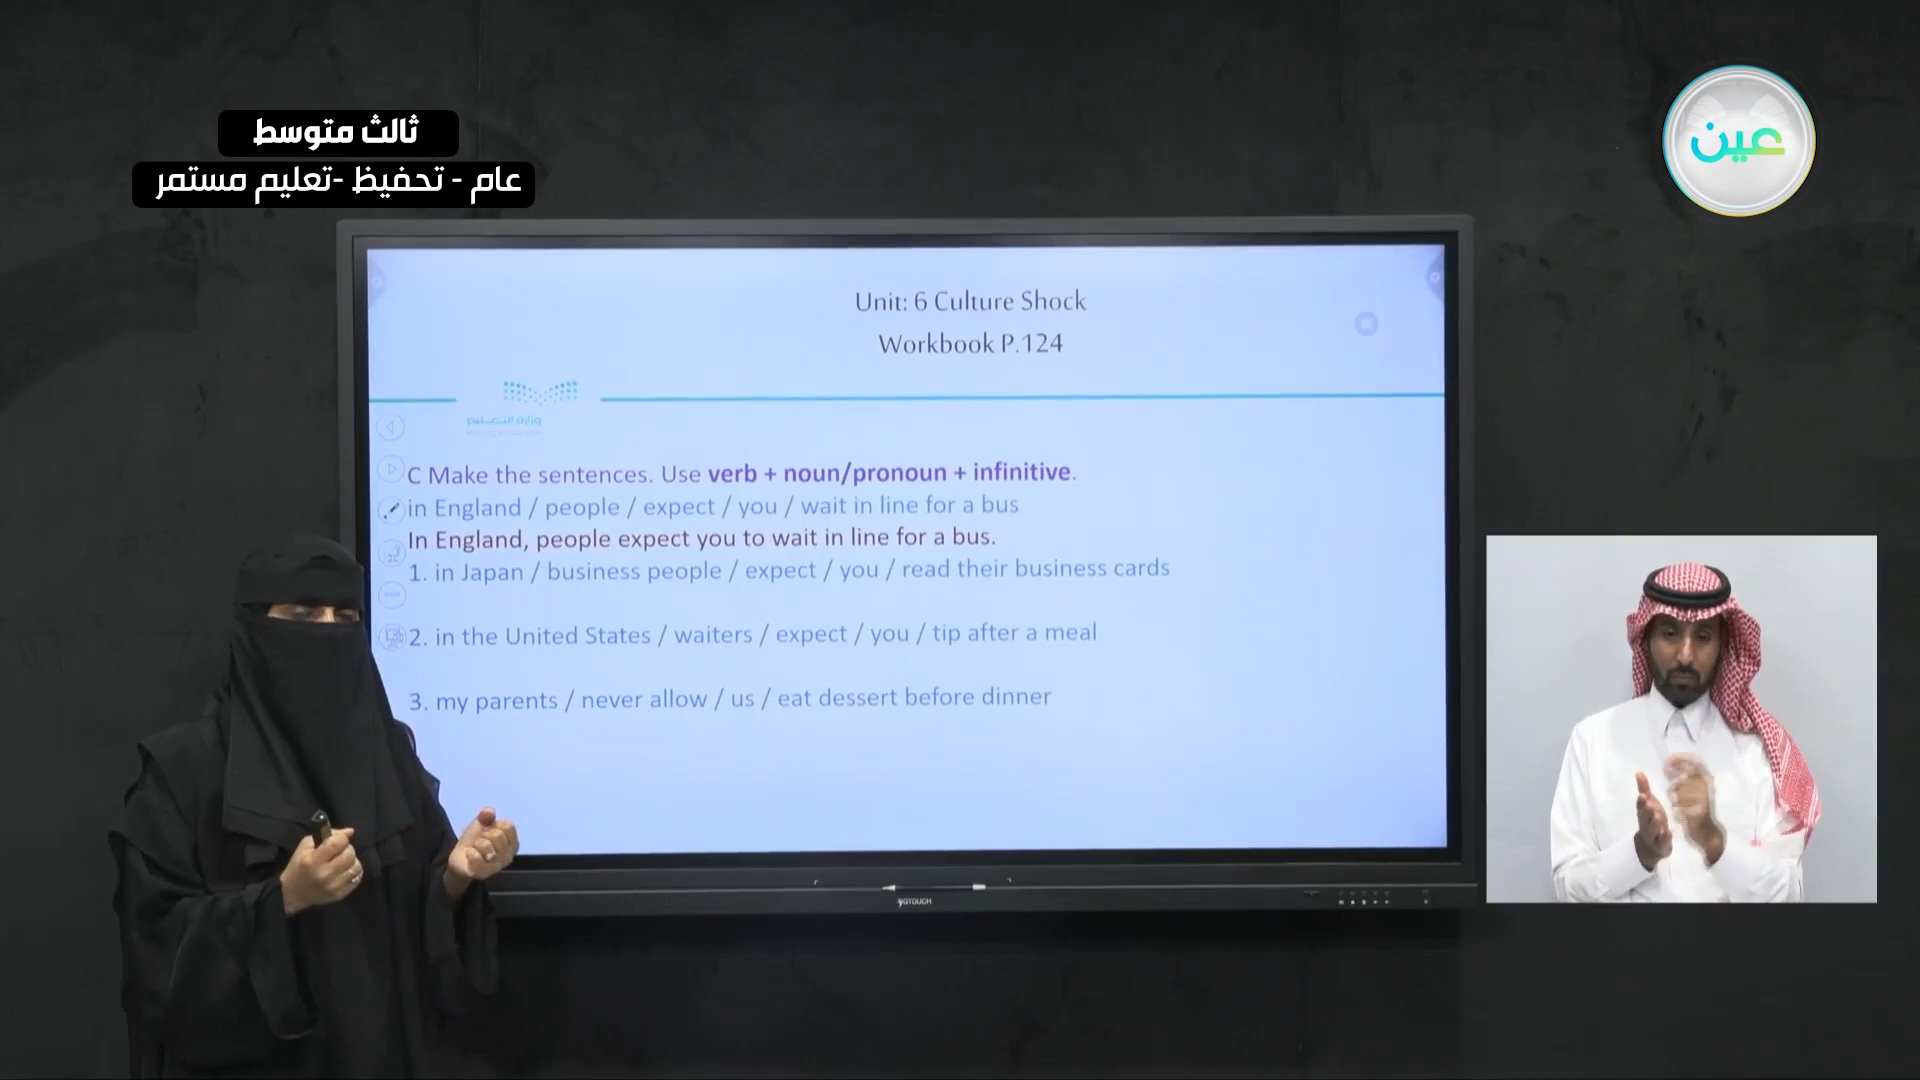 ثالث متوسط
عام - تحفيظ -تعليم مستمر
عين
Unit: 6 Culture Shock
Workbook P.124
وزارة التعليم
C Make the sentences. Use verb + noun/pronoun + infinitive.
in England / people / expect / you / wait in line for a bus
In England, people expect you to wait in line for a bus.
1. in Japan / business people / expect / you / read their business cards
2. in the United States / waiters / expect / you / tip after a meal
3. my parents / never allow / us / eat dessert before dinner